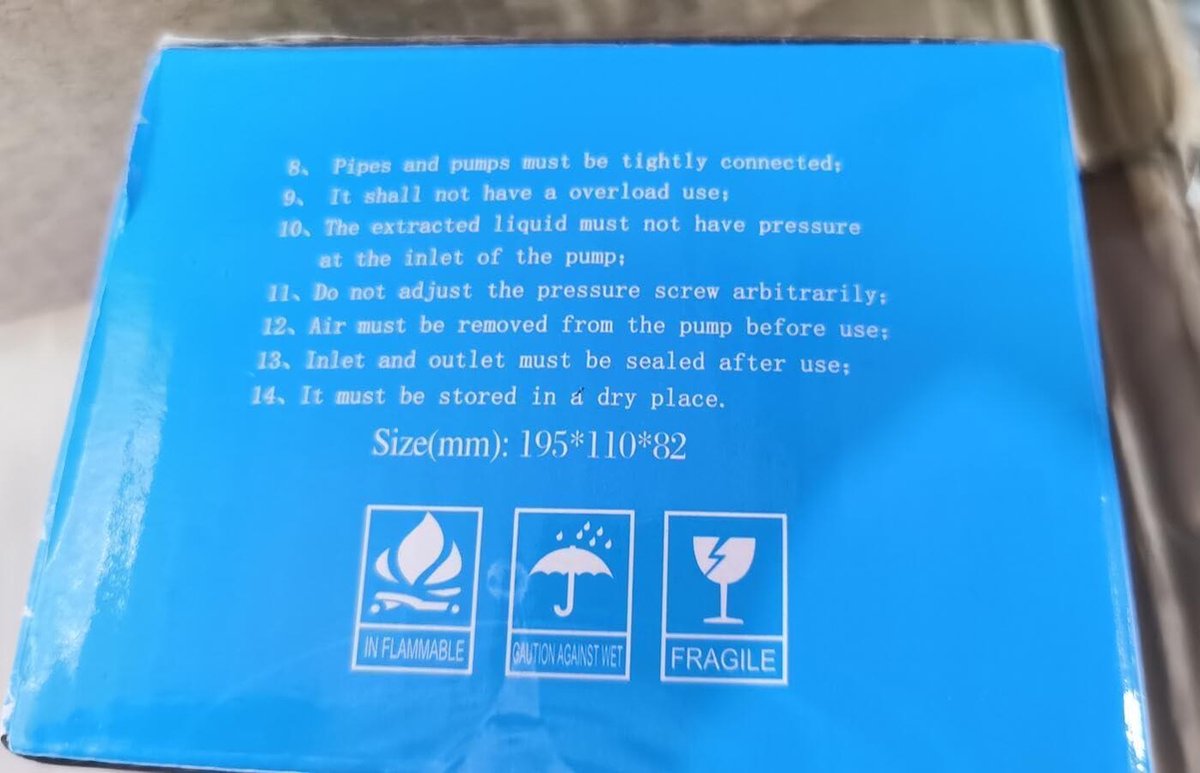 8、 Pipes and pumps must be tightly connected;
9、 It shall not have a overload use;
10、The extracted liquid must not have pressure
at the inlet of the pump;
11、Do not adjust the pressure screw arbitrarily;
12、Air must be removed from the pump before use;
13、Inlet and outlet must be sealed after use;
14、It must be stored in a dry place.
Size(mm): 195*110*82
IN FLAMMABLE
CAUTION AGAINST WET
FRAGILE